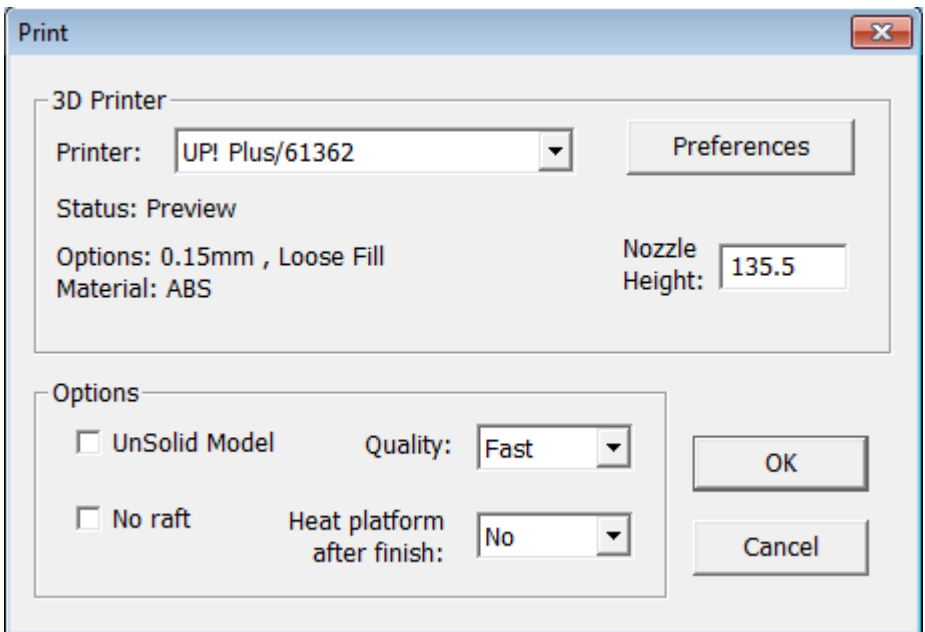 Print
3D Printer
Printer: UP! Plus/61362 Preferences
Status: Preview
Options: 0.15mm , Loose Fill
Material: ABS
Nozzle
Height: 135.5
Options
UnSolid Model Quality: Fast
OK
No raft Heat platform
after finish: No
Cancel